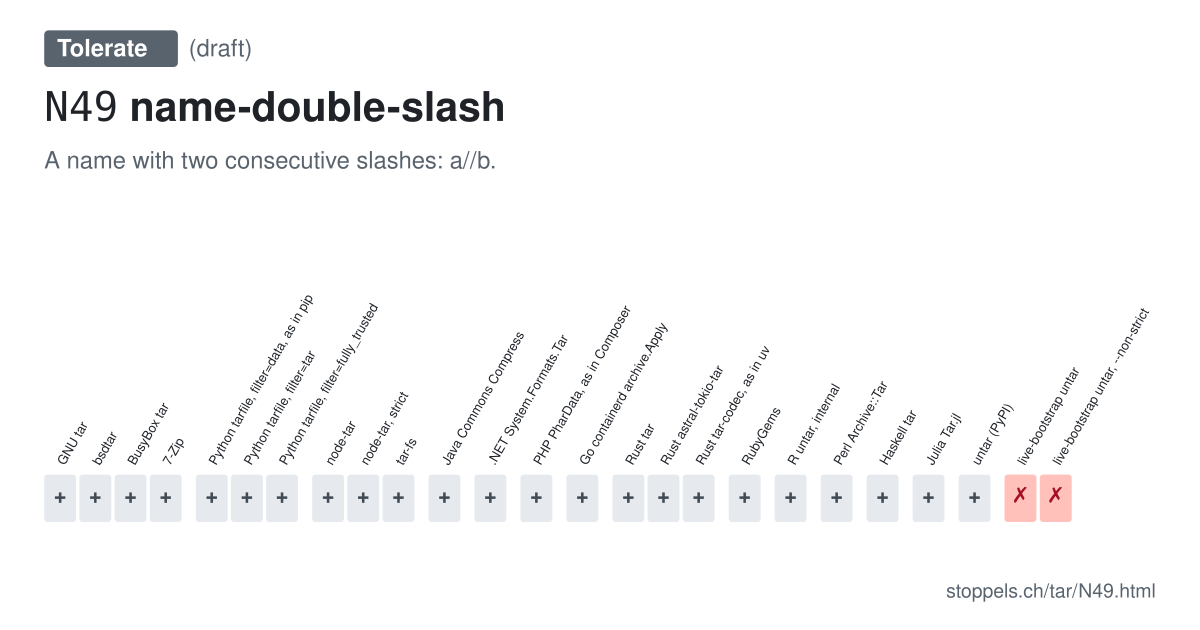 Tolerate (draft)
N49 name-double-slash
A name with two consecutive slashes: a//b.
GNU tar
bsdtar
BusyBox tar
7-Zip
Python tarfile, filter=data, as in pip
Python tarfile, filter=tar
Python tarfile, filter=fully_trusted
node-tar
node-tar, strict
tar-fs
Java Commons Compress
.NET System.Formats.Tar
PHP PharData, as in Composer
Go containerd archive.Apply
Rust tar
Rust astral-tokio-tar
Rust tar-codec, as in uv
RubyGems
R untar, internal
Perl Archive::Tar
Haskell tar
Julia Tar.jl
untar (PyPI)
live-bootstrap untar
live-bootstrap untar, --non-strict
+ + + + + + + + + + + + + + + + + + + + + + + ✗ ✗
stoppels.ch/tar/N49.html